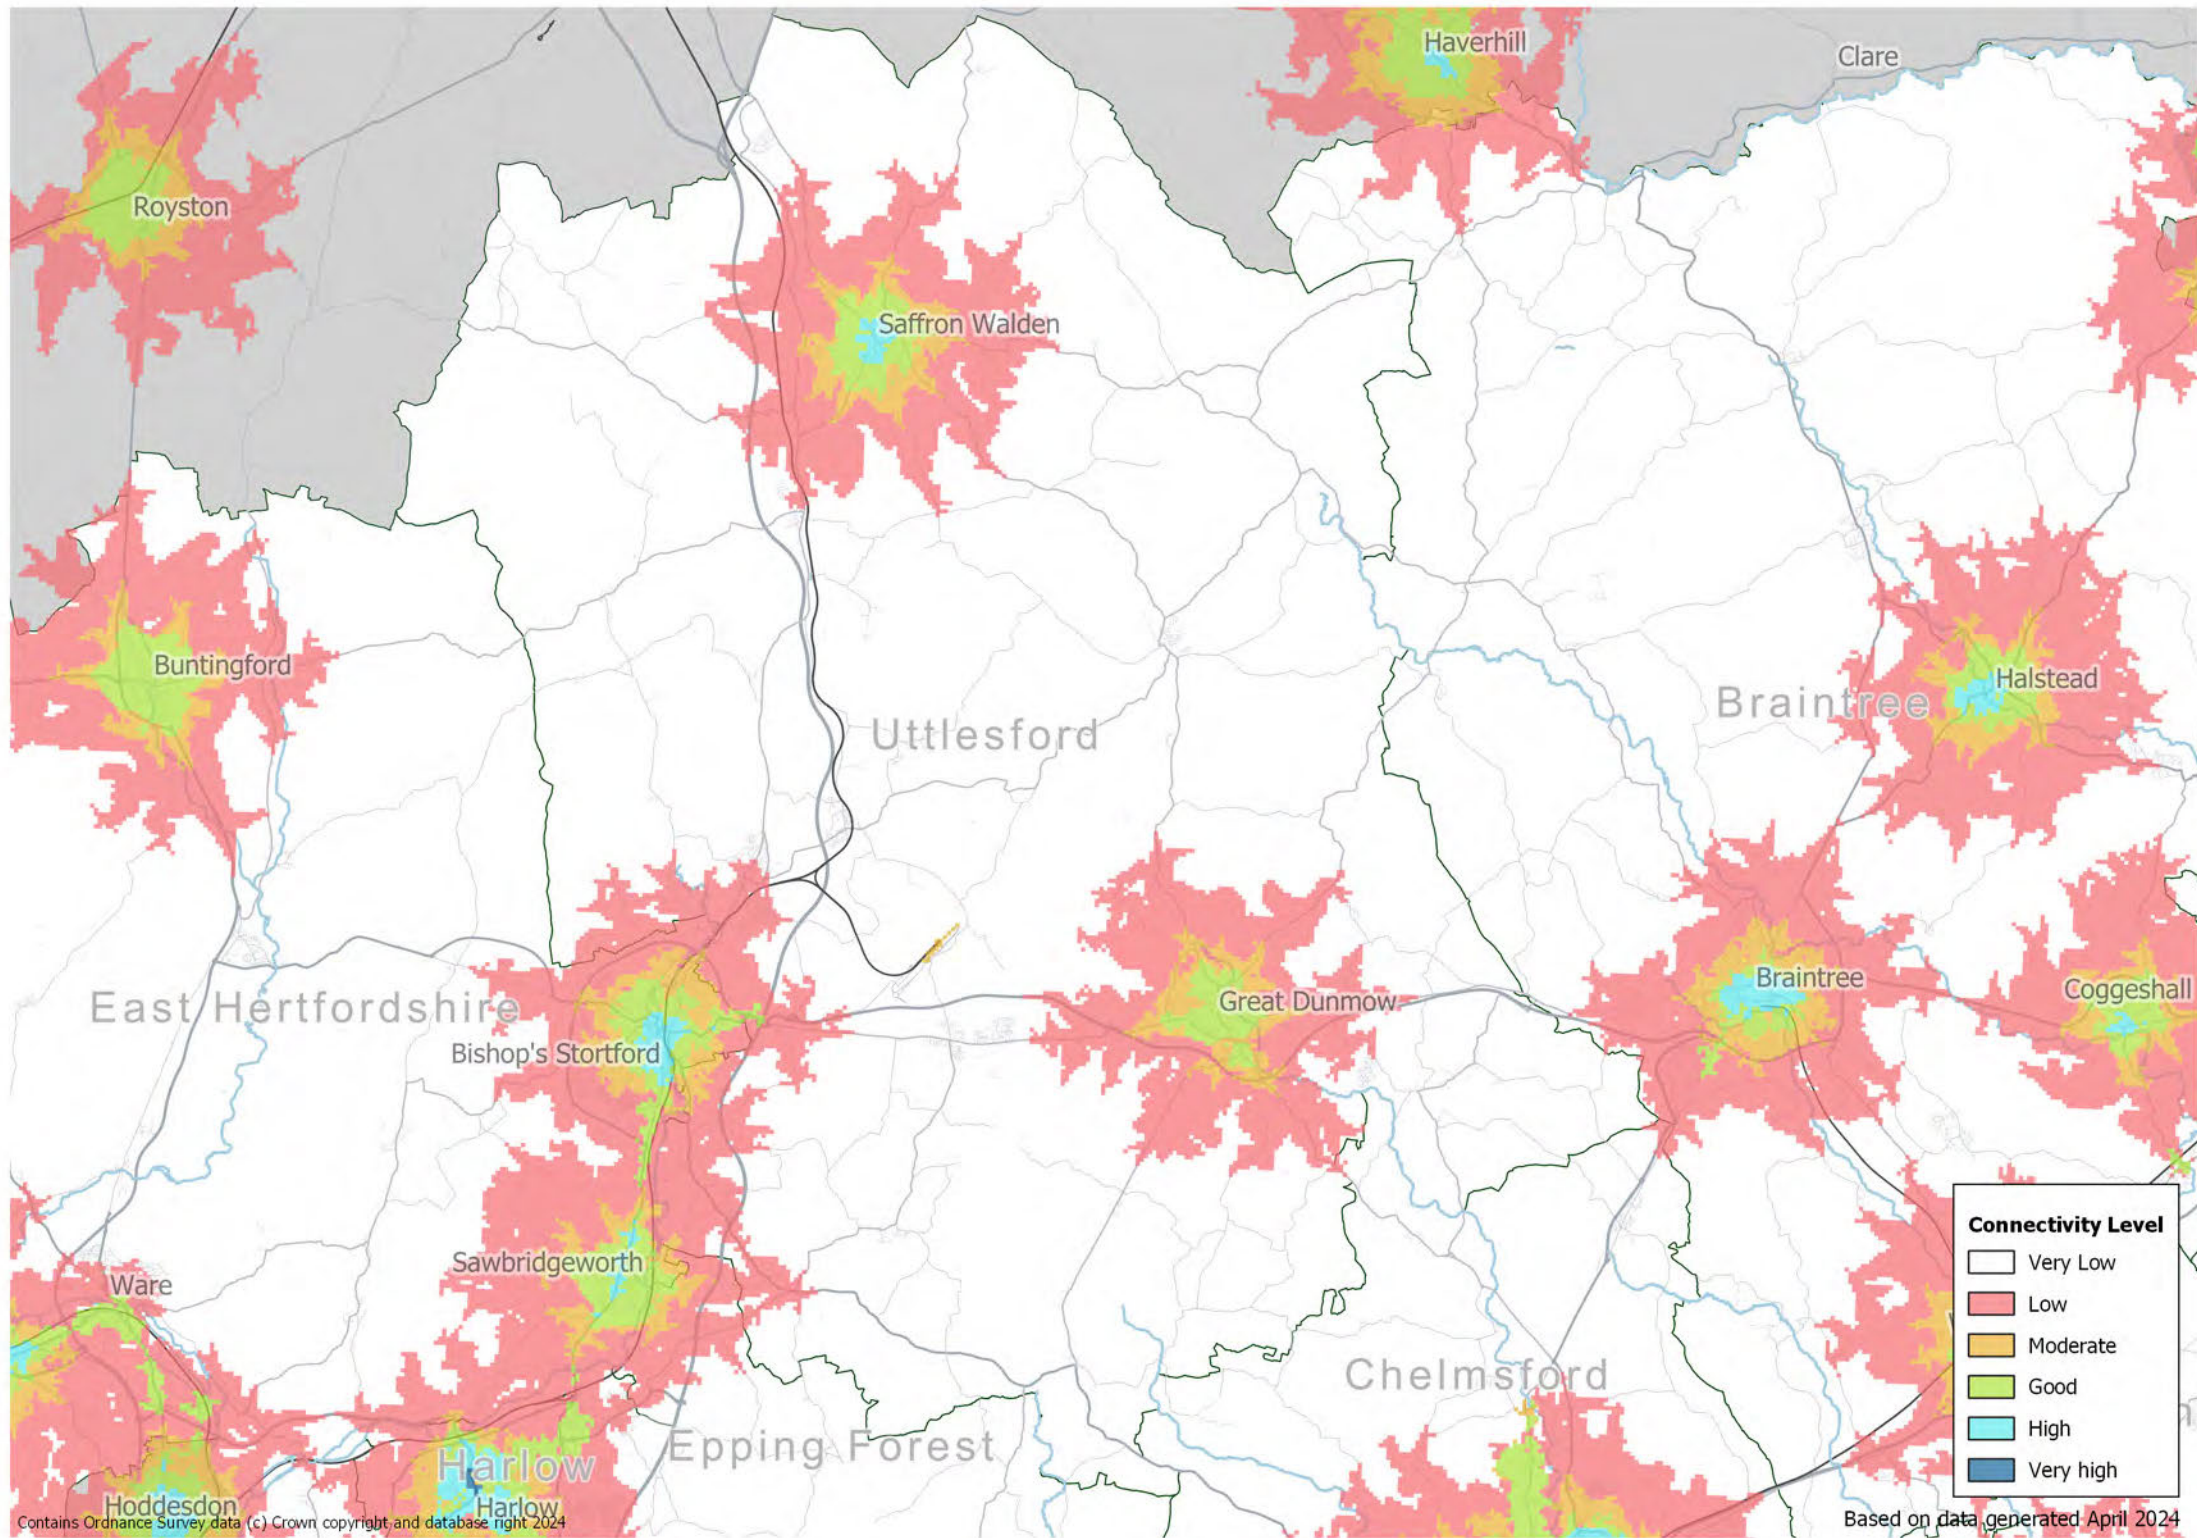 Haverhill
Clare
Royston
Saffron Walden
Buntingford
Halstead
Braintree
Uttlesford
Braintree
Coggeshall
Great Dunmow
East Hertfordshire
Bishop's Stortford
Sawbridgeworth
Ware
Chelmsford
Epping Forest
Harlow
Harlow
Hoddesdon
Connectivity Level
Very Low
Low
Moderate
Good
High
Very high
Contains Ordnance Survey data (c) Crown copyright and database right 2024
Based on data generated April 2024